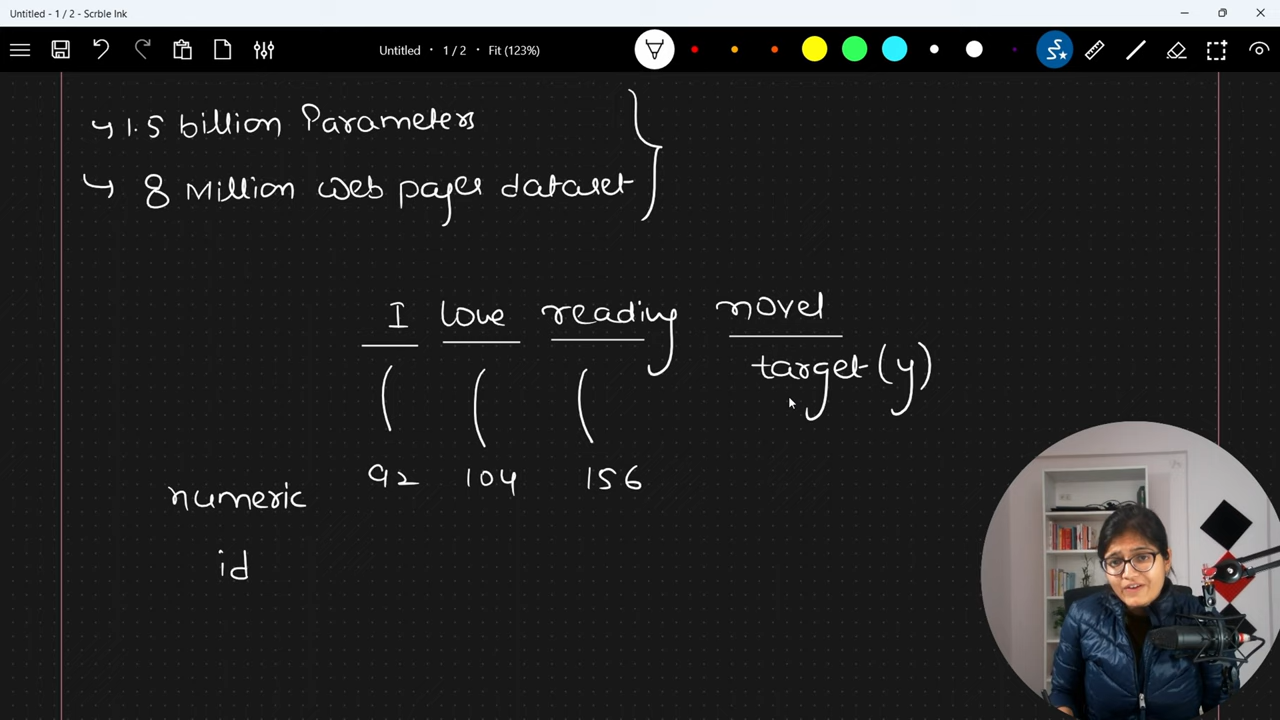 Untitled - 1 / 2 - Scrble Ink
Untitled • 1 / 2 • Fit (123%)
1.5 billion Parameters
8 Million web pages dataset
I love reading novel
target (y)
92 104 156
numeric
id